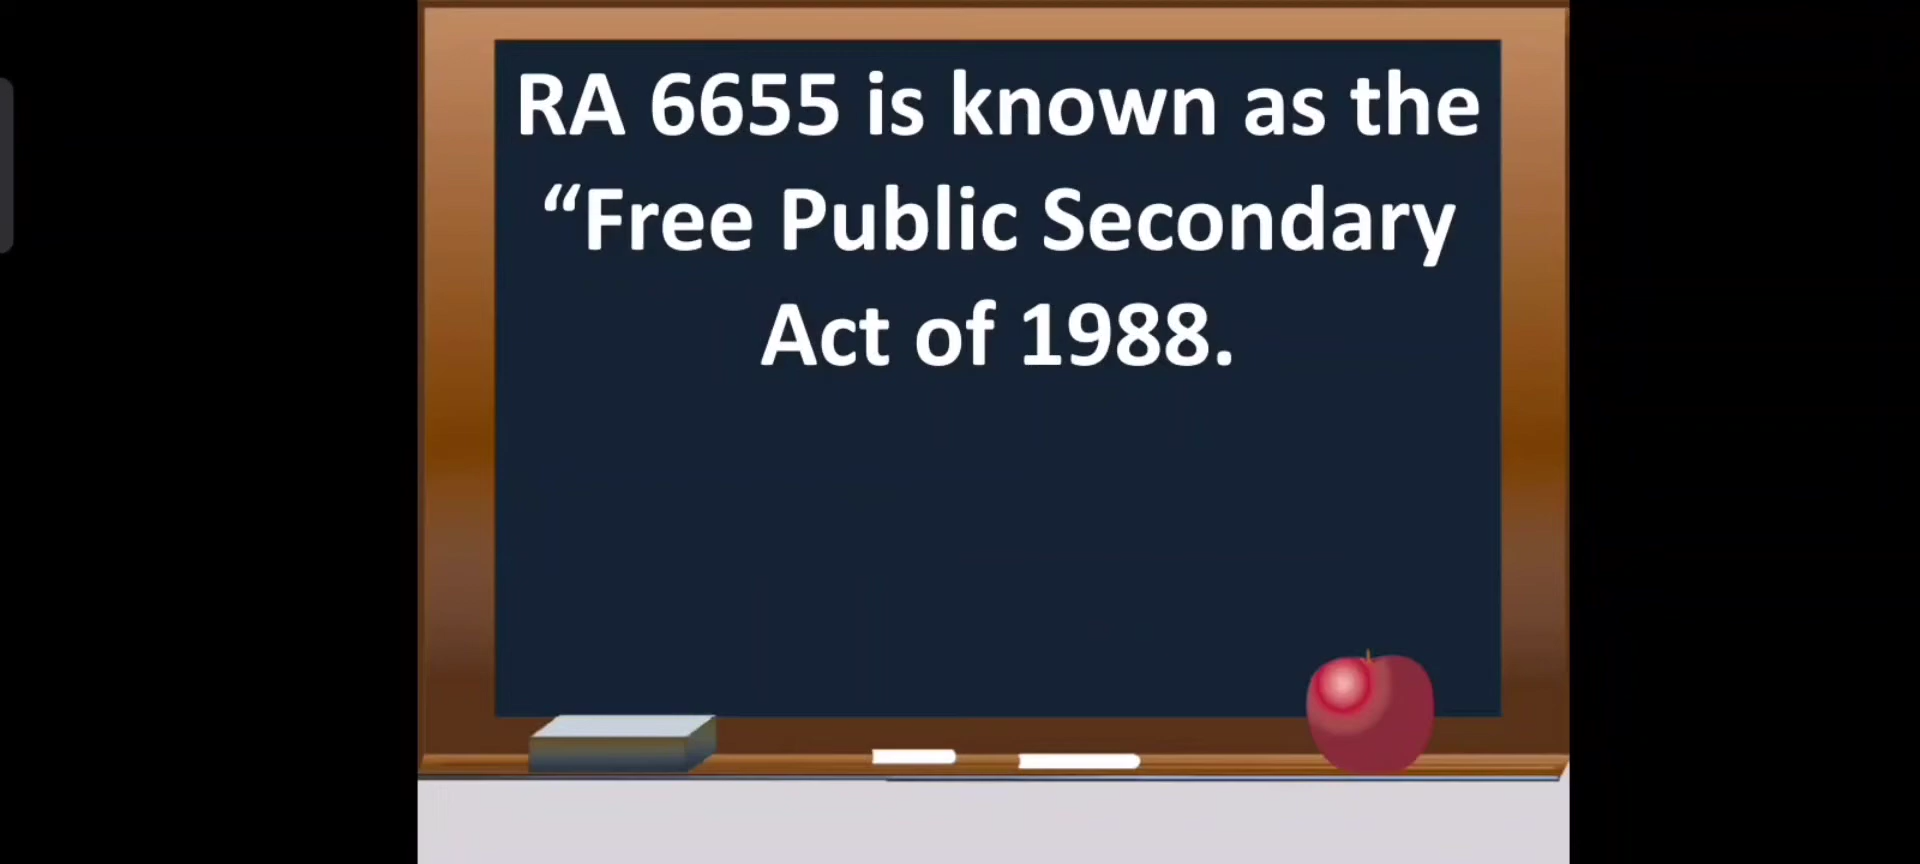 RA 6655 is known as the
“Free Public Secondary
Act of 1988.